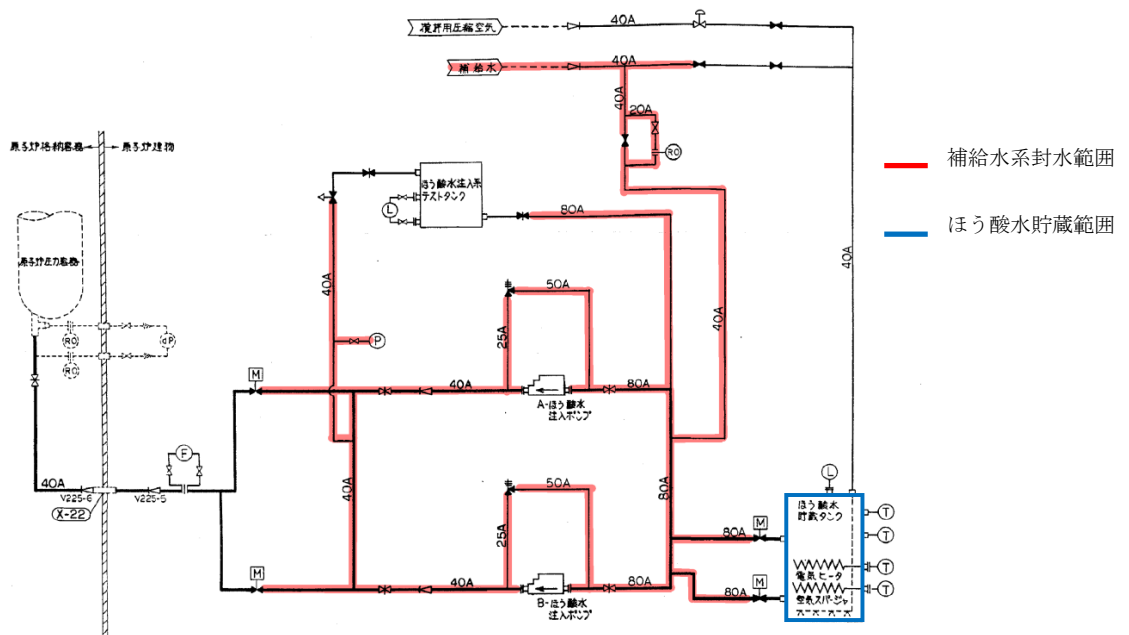 攪拌用圧縮空気
40A
補給水
40A
40A
20A
RO
原子炉格納容器
原子炉建物
ほう酸水注入系
テストタンク
L
80A
補給水系封水範囲
ほう酸水貯蔵範囲
原子炉圧力容器
40A
50A
25A
40A
40A
P
RO
RO
dP
M
40A
80A
A-ほう酸水
注入ポンプ
F
40A
V225-6
V225-5
X-22
40A
50A
25A
80A
L
ほう酸水
貯蔵タンク
T
T
M
80A
電気ヒータ
T
M
40A
80A
80A
空気スパージャ
T
B-ほう酸水
注入ポンプ
M